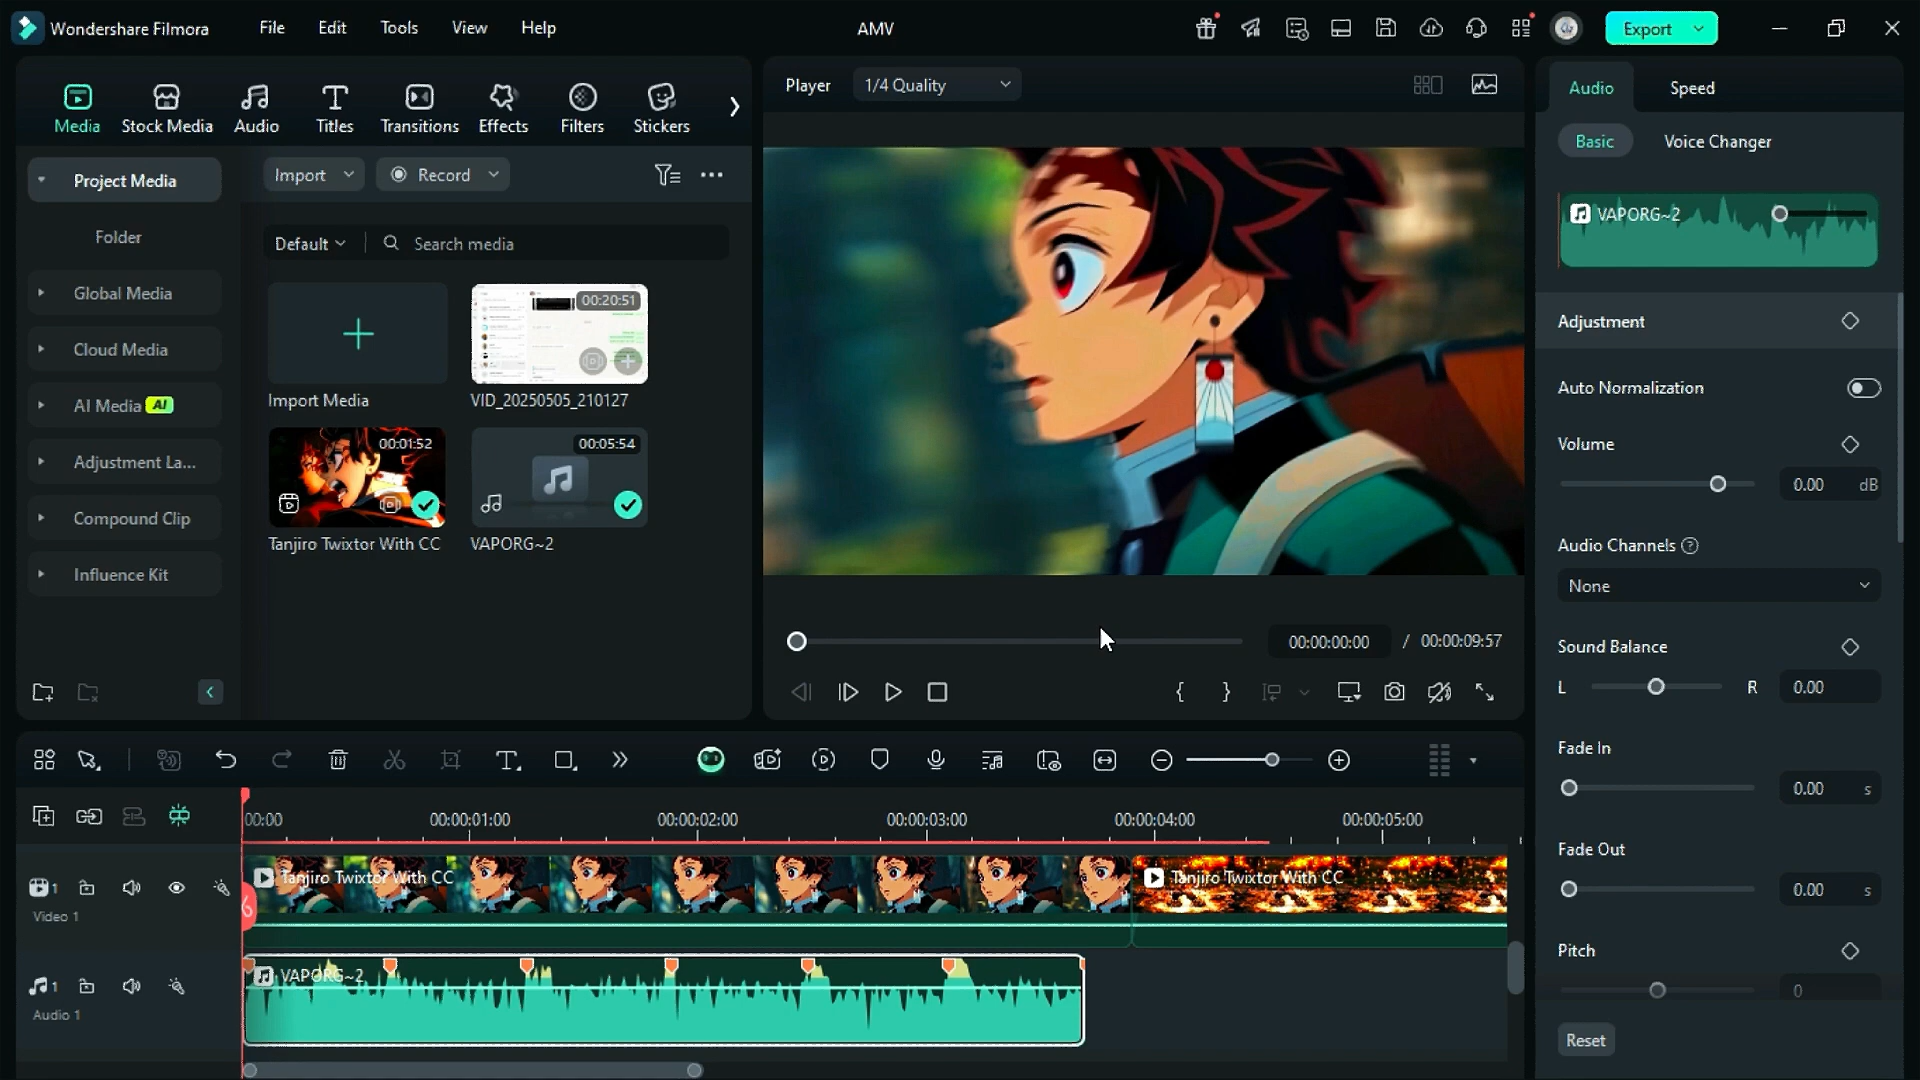 Wondershare Filmora
File
Edit
Tools
View
Help
AMV
Export
Media
Stock Media
Audio
Titles
Transitions
Effects
Filters
Stickers
Project Media
Folder
Global Media
Cloud Media
AI Media AI
Adjustment La...
Compound Clip
Influence Kit
Import
Record
Default
Search media
Import Media
00:20:51
VID_20250505_210127
00:01:52
Tanjiro Twixtor With CC
00:05:54
VAPORG~2
Player
1/4 Quality
00:00:00:00 / 00:00:09:57
Audio
Speed
Basic
Voice Changer
VAPORG~2
Adjustment
Auto Normalization
Volume
0.00 dB
Audio Channels ?
None
Sound Balance
L R 0.00
Fade In
0.00 s
Fade Out
0.00 s
Pitch
0
Reset
00:00
00:00:01:00
00:00:02:00
00:00:03:00
00:00:04:00
00:00:05:00
1
Video 1
Tanjiro Twixtor With CC
Tanjiro Twixtor With CC
1
Audio 1
VAPORG~2